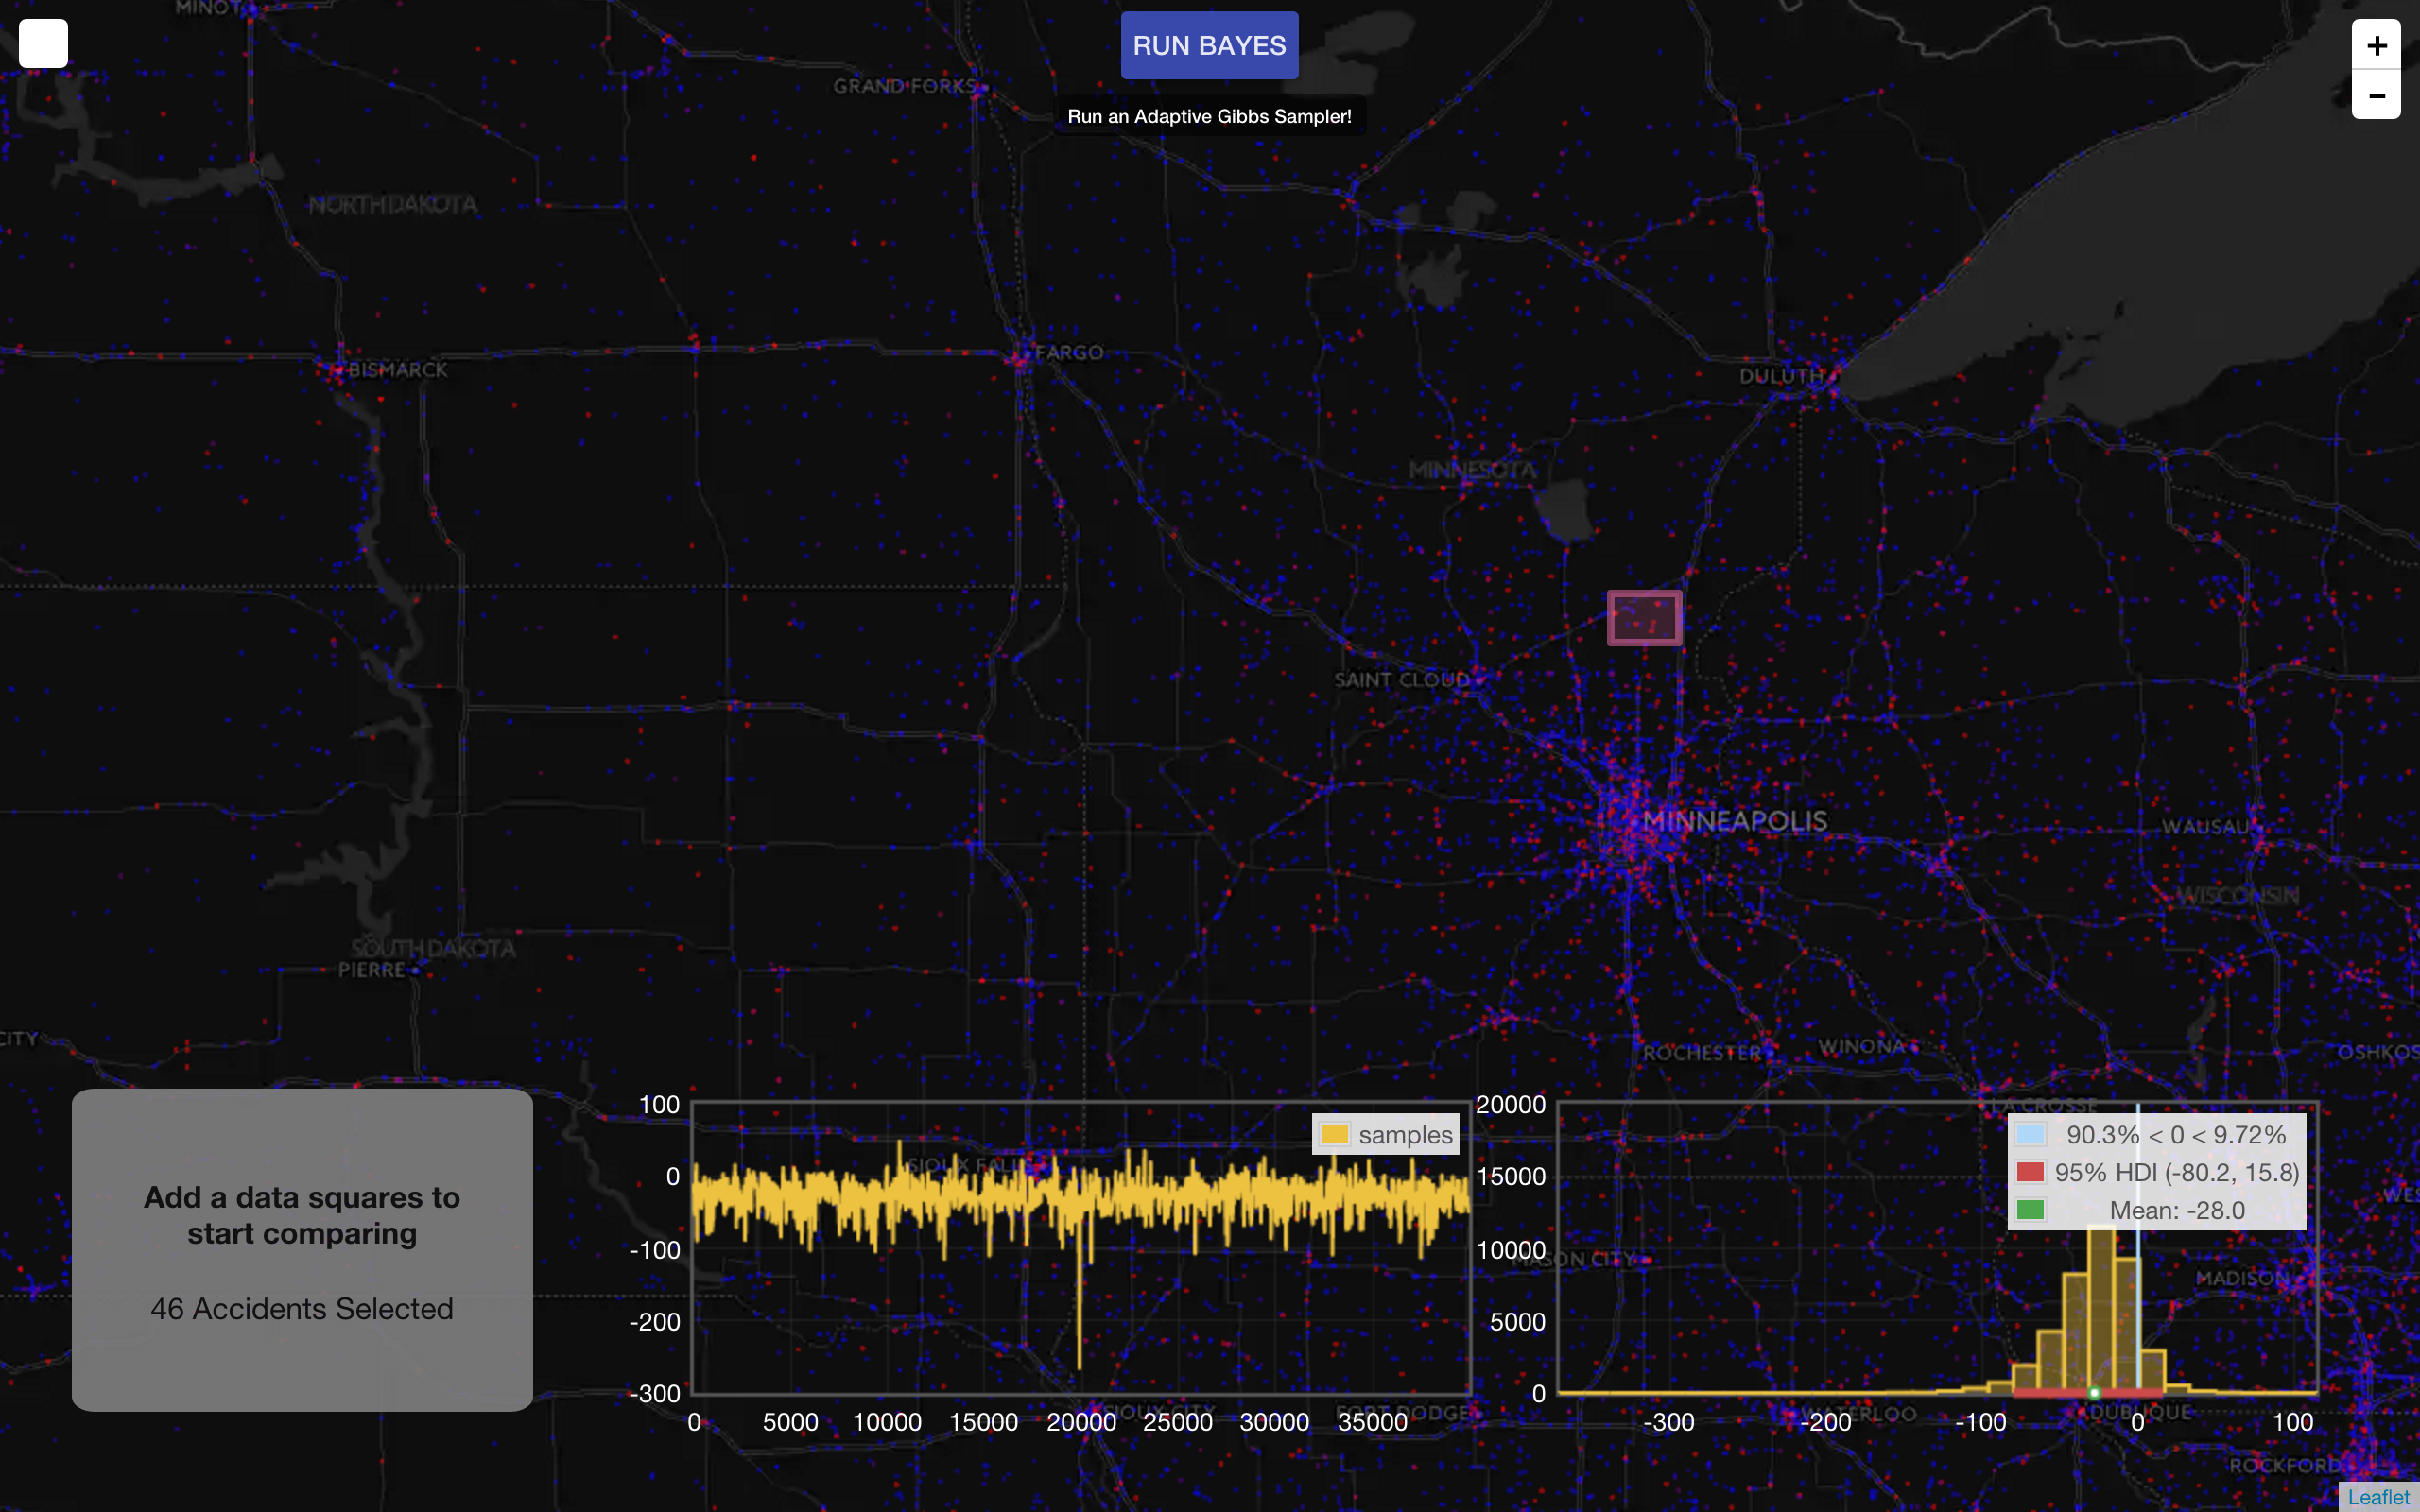 MINOT
RUN BAYES
+
GRAND FORKS
−
Run an Adaptive Gibbs Sampler!
NORTH DAKOTA
FARGO
BISMARCK
DULUTH
MINNESOTA
SAINT CLOUD
MINNEAPOLIS
WAUSAU
WISCONSIN
SOUTH DAKOTA
PIERRE
CITY
ROCHESTER
WINONA
OSHKOS
LA CROSSE
Add a data squares to
start comparing
46 Accidents Selected
100
0
-100
-200
-300
0 5000 10000 15000 20000 25000 30000 35000
samples
SIOUX FALLS
SIOUX CITY
FORT DODGE
20000
15000
10000
5000
0
-300 -200 -100 0 100
90.3% < 0 < 9.72%
95% HDI (-80.2, 15.8)
Mean: -28.0
WES
MASON CITY
MADISON
WATERLOO
DUBUQUE
ROCKFORD
Leaflet